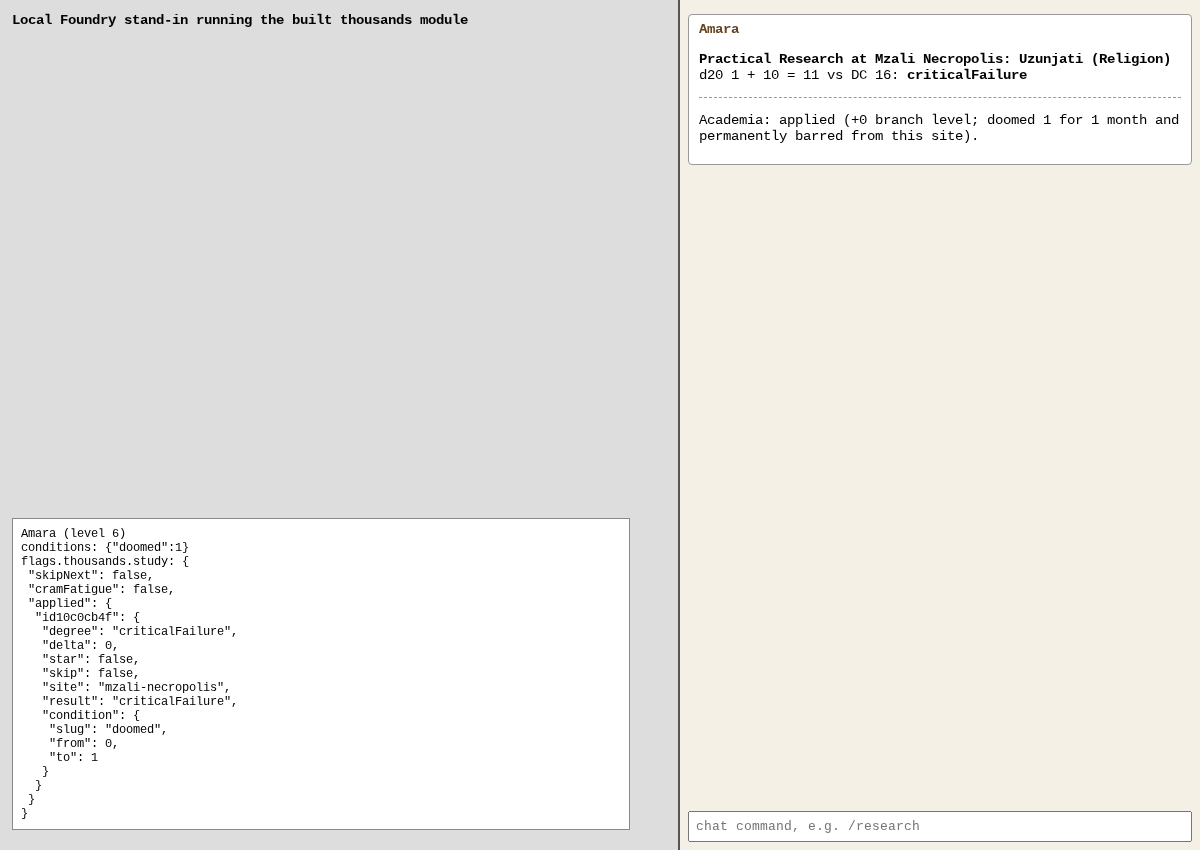 Local Foundry stand-in running the built thousands module
Amara (level 6)
conditions: {"doomed":1}
flags.thousands.study: {
"skipNext": false,
"cramFatigue": false,
"applied": {
"id10c0cb4f": {
"degree": "criticalFailure",
"delta": 0,
"star": false,
"skip": false,
"site": "mzali-necropolis",
"result": "criticalFailure",
"condition": {
"slug": "doomed",
"from": 0,
"to": 1
}
}
}
}
Amara
Practical Research at Mzali Necropolis: Uzunjati (Religion)
d20 1 + 10 = 11 vs DC 16: criticalFailure
Academia: applied (+0 branch level; doomed 1 for 1 month and
permanently barred from this site).
chat command, e.g. /research